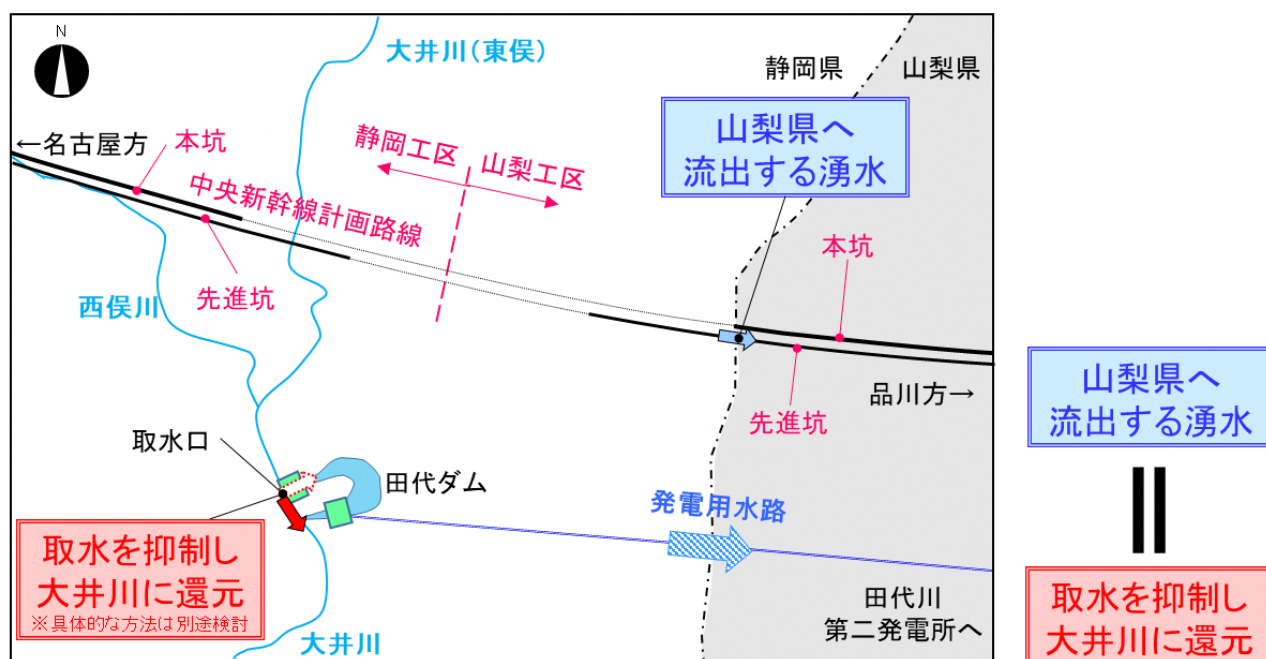 N
大井川(東俣)
静岡県
山梨県
山梨県へ
流出する湧水
←名古屋方
本坑
静岡工区
山梨工区
中央新幹線計画路線
先進坑
西俣川
本坑
先進坑
品川方→
山梨県へ
流出する湧水
取水口
田代ダム
発電用水路
取水を抑制し
大井川に還元
※具体的な方法は別途検討
大井川
田代川
第二発電所へ
取水を抑制し
大井川に還元